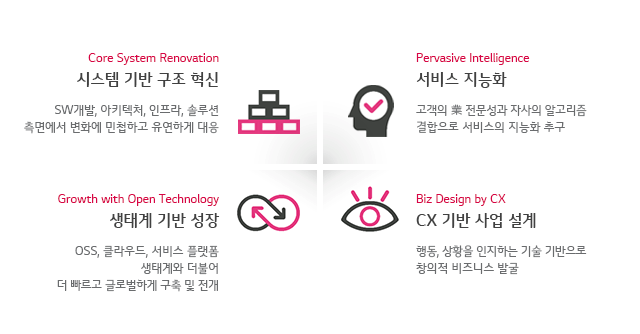 Core System Renovation
시스템 기반 구조 혁신
SW개발, 아키텍처, 인프라, 솔루션
측면에서 변화에 민첩하고 유연하게 대응
Pervasive Intelligence
서비스 지능화
고객의 業 전문성과 자사의 알고리즘
결합으로 서비스의 지능화 추구
Growth with Open Technology
생태계 기반 성장
OSS, 클라우드, 서비스 플랫폼
생태계와 더불어
더 빠르고 글로벌하게 구축 및 전개
Biz Design by CX
CX 기반 사업 설계
행동, 상황을 인지하는 기술 기반으로
창의적 비즈니스 발굴